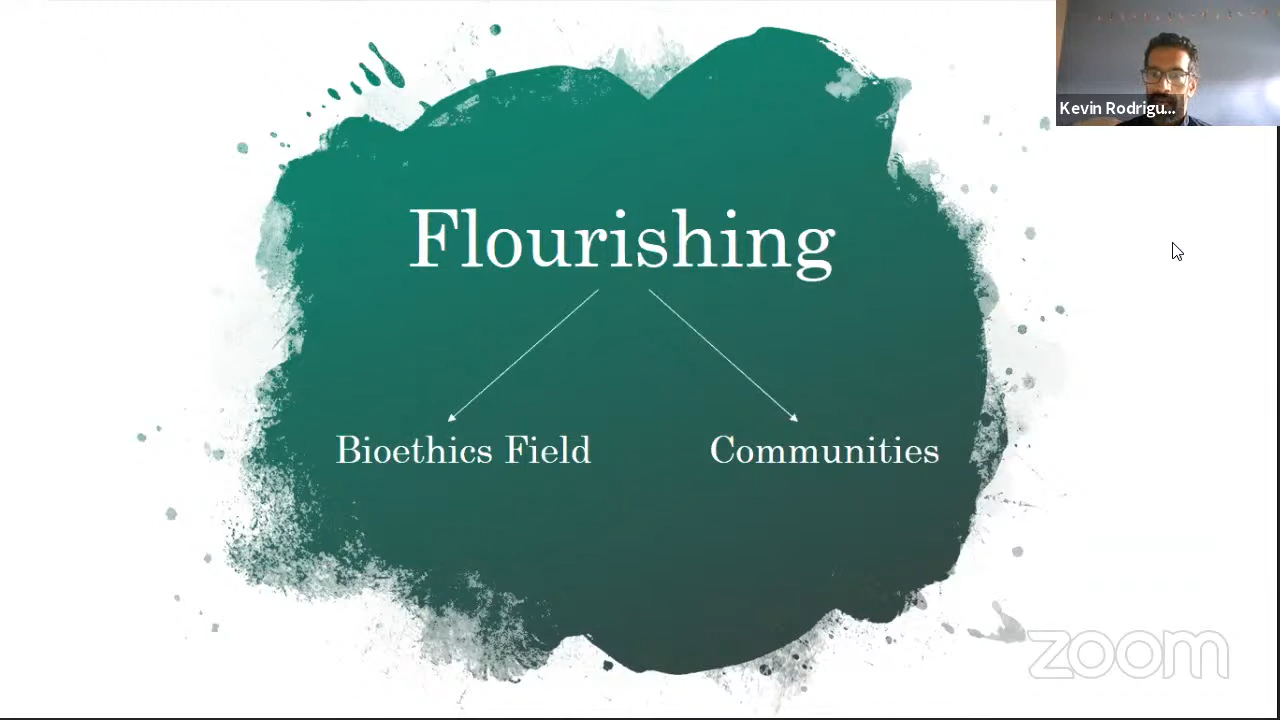 Kevin Rodrigu...
Flourishing
Bioethics Field
Communities
zoom